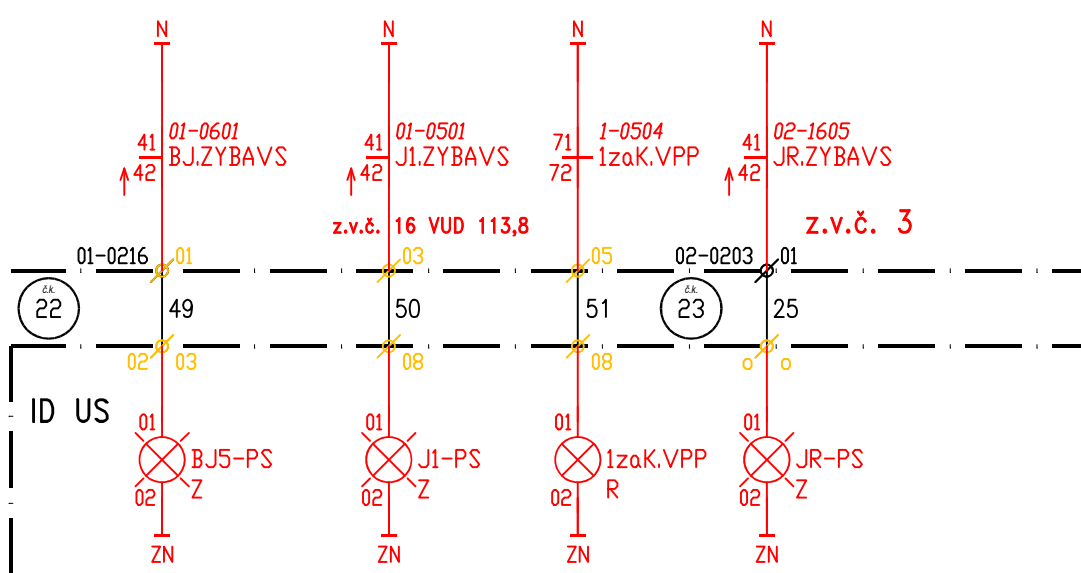 N N N N
01-0601 01-0501 1-0504 02-1605
41 BJ.ZYBAVS 41 J1.ZYBAVS 71 1zaK.VPP 41 JR.ZYBAVS
42 42 72 42
z.v.č. 16 VUD 113,8 z.v.č. 3
01-0216 01 03 05 02-0203 01
č.k. č.k.
22 49 50 51 23 25
02 03 08 08 o o
ID US
01 01 01 01
BJ5-PS J1-PS 1zaK.VPP JR-PS
02 Z 02 Z 02 R 02 Z
ZN ZN ZN ZN